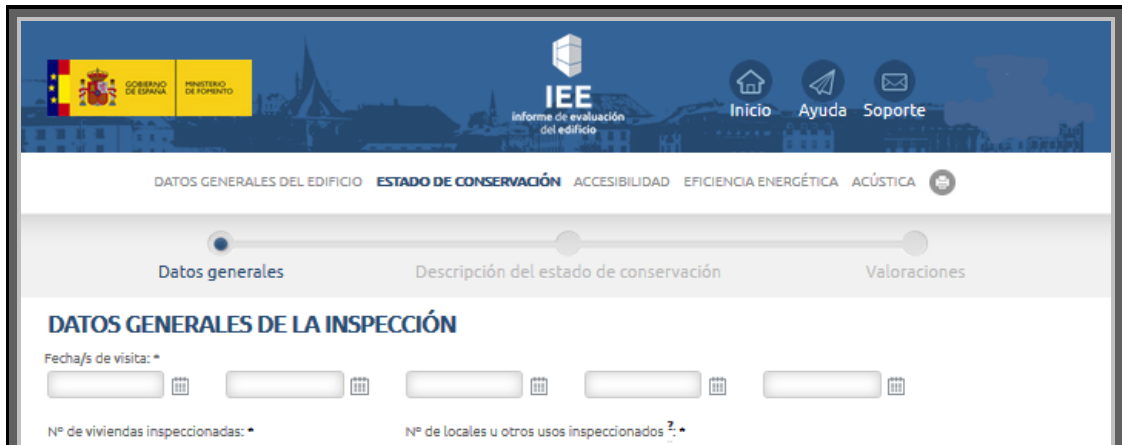 GOBIERNO DE ESPAÑA
MINISTERIO DE FOMENTO
IEE
informe de evaluación
del edificio
Inicio Ayuda Soporte
DATOS GENERALES DEL EDIFICIO ESTADO DE CONSERVACIÓN ACCESIBILIDAD EFICIENCIA ENERGÉTICA ACÚSTICA
Datos generales Descripción del estado de conservación Valoraciones
DATOS GENERALES DE LA INSPECCIÓN
Fecha/s de visita: *
Nº de viviendas inspeccionadas: * Nº de locales u otros usos inspeccionados ?: *